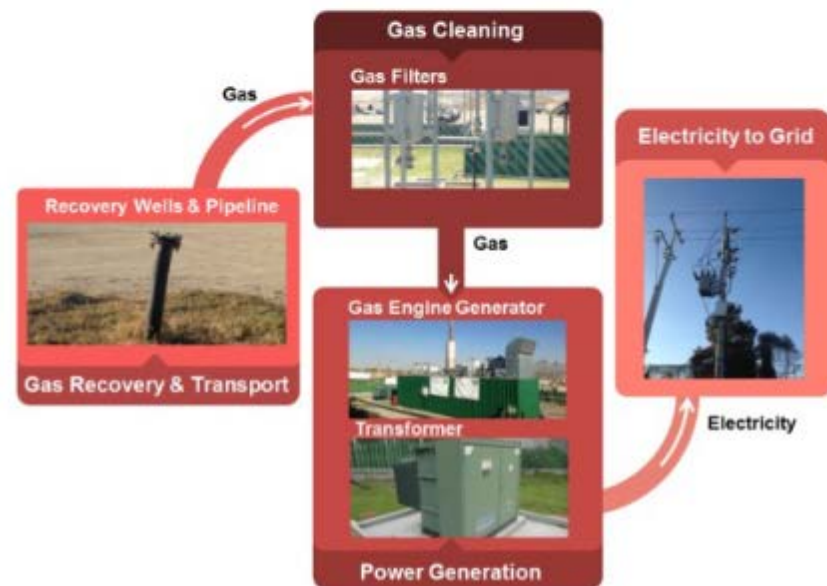 Gas Cleaning
Gas Filters
Gas
Recovery Wells & Pipeline
Gas Recovery & Transport
Gas
Gas Engine Generator
Transformer
Power Generation
Electricity
Electricity to Grid